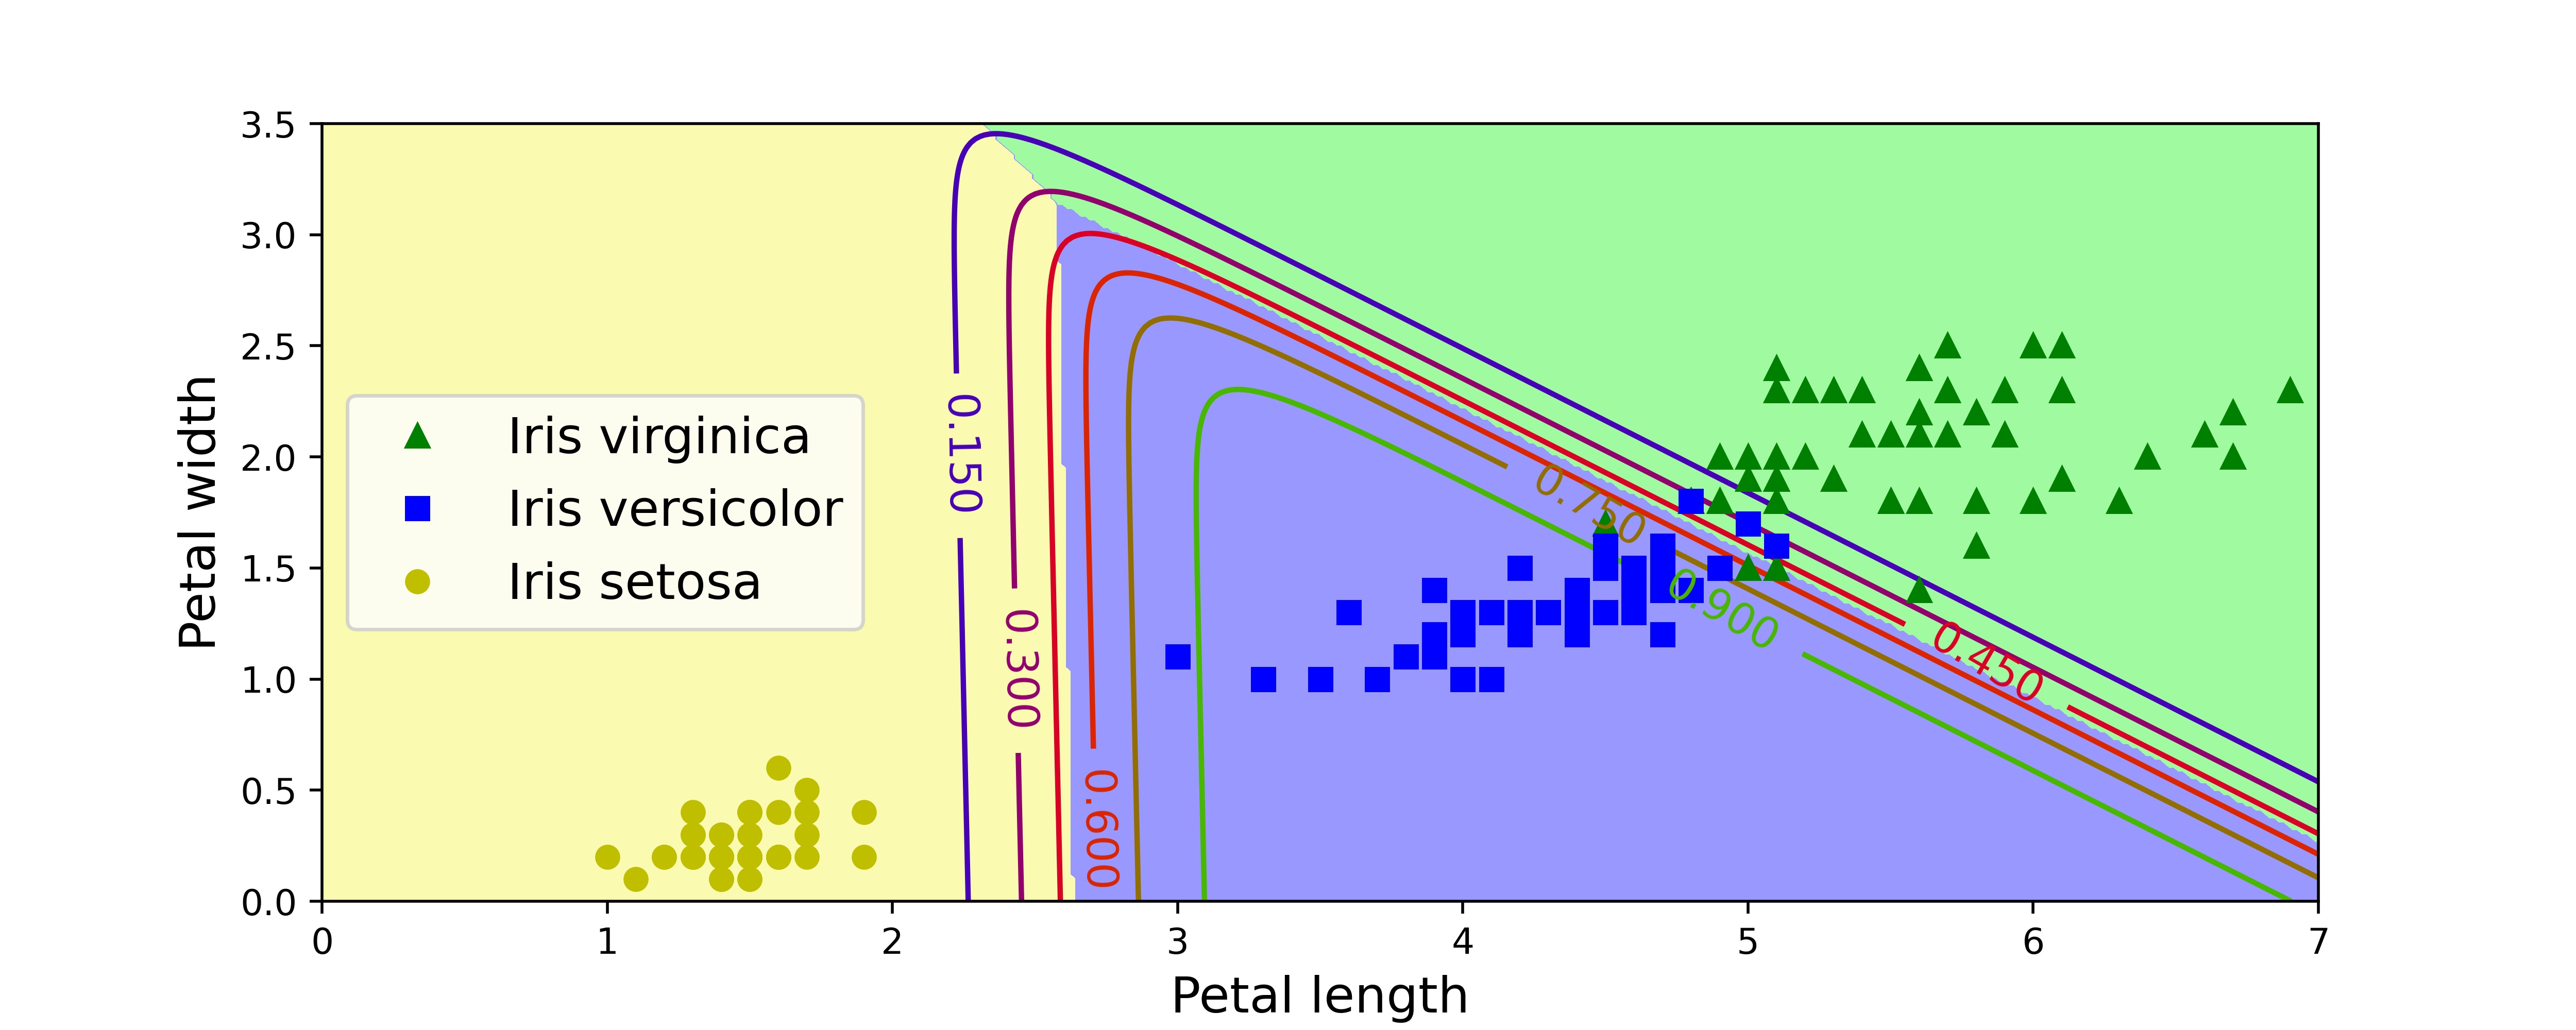 3.5
3.0
2.5
2.0
1.5
1.0
0.5
0.0
Petal width
Iris virginica
Iris versicolor
Iris setosa
0.150
0.300
0.600
0.750
0.900
0.450
0 1 2 3 4 5 6 7
Petal length